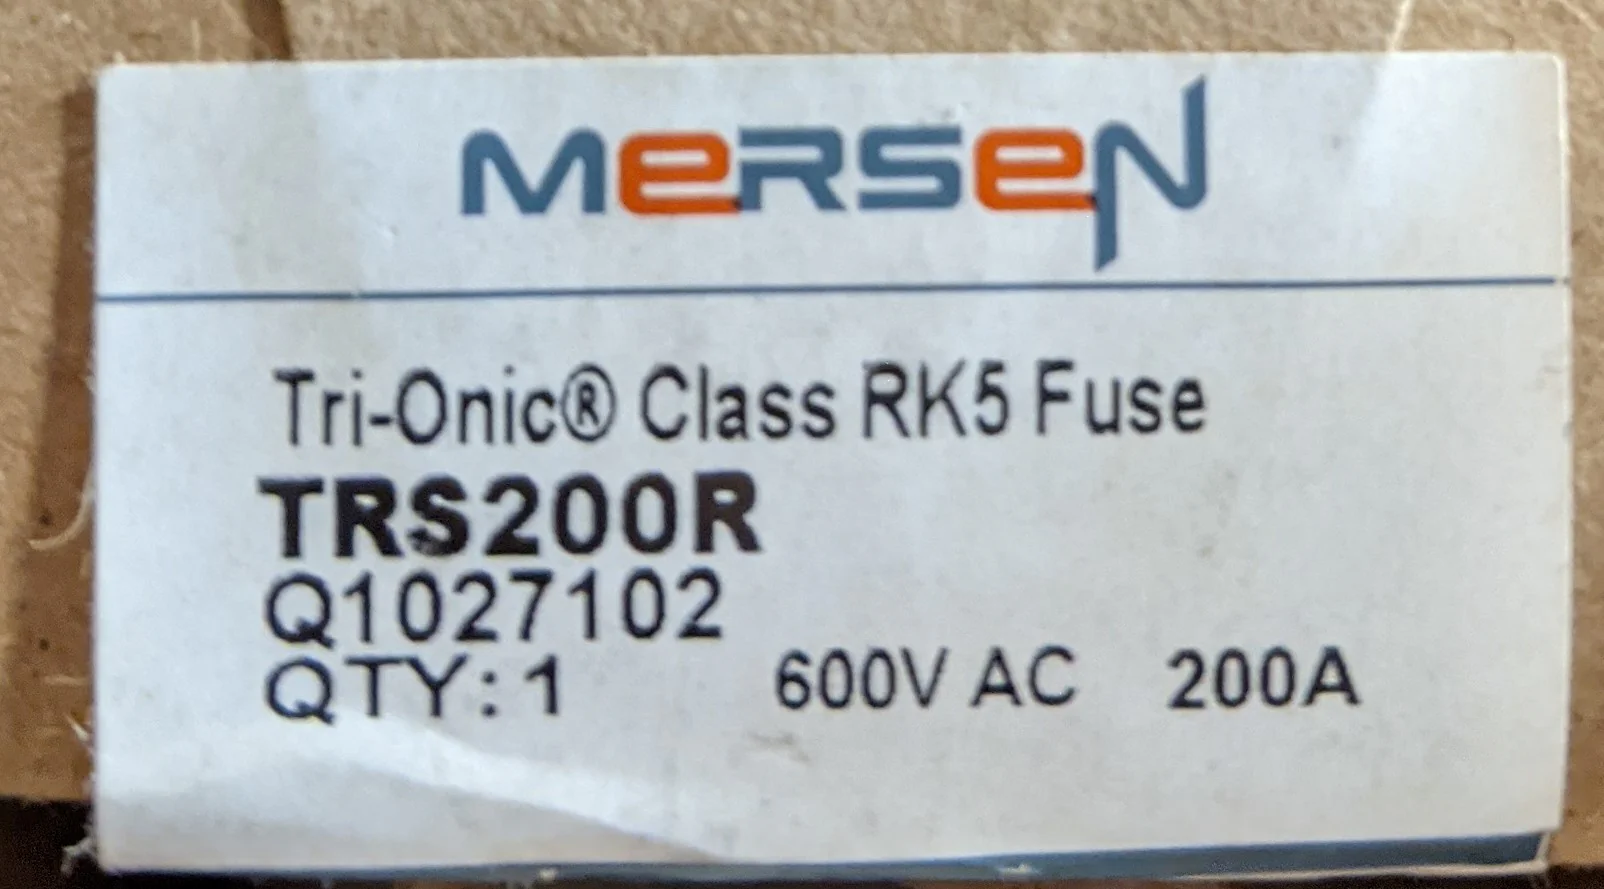 MERSEN
Tri-Onic® Class RK5 Fuse
TRS200R
Q1027102
QTY: 1 600V AC 200A